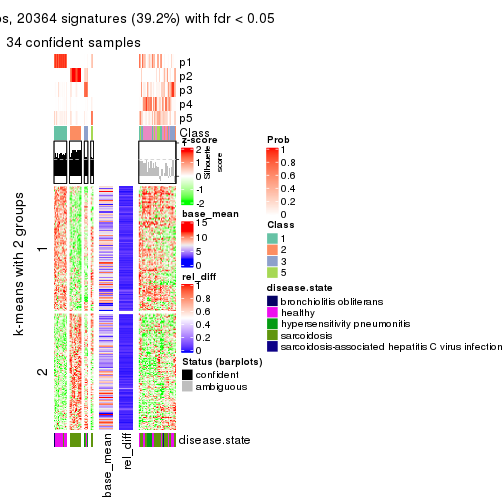 os, 20364 signatures (39.2%) with fdr < 0.05
34 confident samples
p1
p2
p3
p4
p5
Class
z-score
2
1
0
-1
-2
Silhouette
score
1
2
k-means with 2 groups
base_mean
15
10
5
0
rel_diff
1
0.8
0.6
0.4
0.2
0
Status (barplots)
confident
ambiguous
Prob
1
0.8
0.6
0.4
0.2
0
Class
1
2
3
5
disease.state
bronchiolitis obliterans
healthy
hypersensitivity pneumonitis
sarcoidosis
sarcoidosis-associated hepatitis C virus infection
disease.state
base_mean
rel_diff